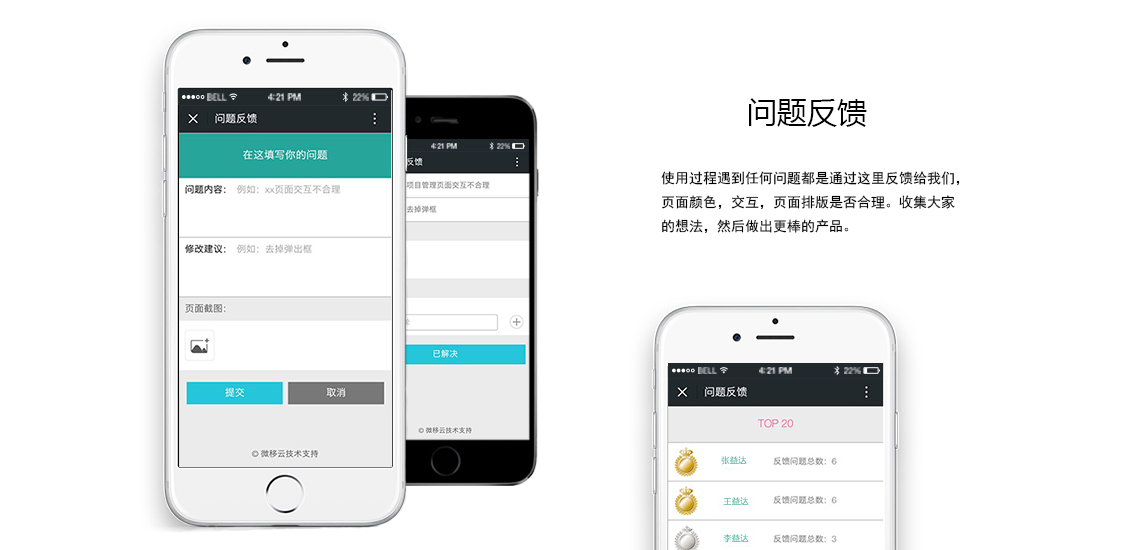 ●●●○○ BELL 4:21 PM 22%
问题反馈
在这填写你的问题
问题内容： 例如：xx页面交互不合理
修改建议： 例如：去掉弹出框
页面截图：
提交 取消
© 微移云技术支持
4:21 PM 22%
反馈
项目管理页面交互不合理
去掉弹框
已解决
© 微移云技术支持
问题反馈
使用过程遇到任何问题都是通过这里反馈给我们，
页面颜色，交互，页面排版是否合理。收集大家
的想法，然后做出更棒的产品。
●●●○○ BELL 4:21 PM 22%
问题反馈
TOP 20
张益达 反馈问题总数：6
王益达 反馈问题总数：6
李益达 反馈问题总数：3